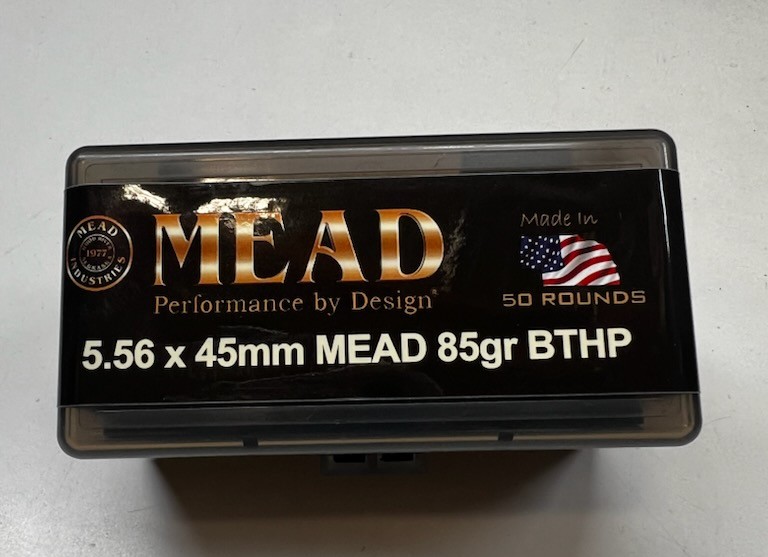 MEAD
1977
INDUSTRIES
MEAD
Performance by Design®
Made In
50 ROUNDS
5.56 x 45mm MEAD 85gr BTHP